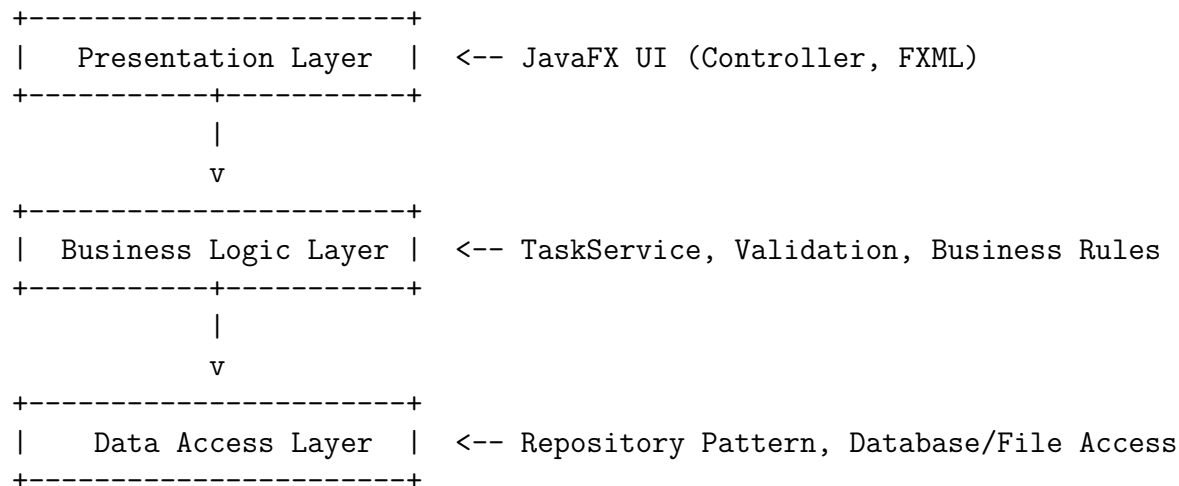 +-----------------------+
|   Presentation Layer  |  <-- JavaFX UI (Controller, FXML)
+-----------+-----------+
            |
            v
+-----------------------+
|  Business Logic Layer |  <-- TaskService, Validation, Business Rules
+-----------+-----------+
            |
            v
+-----------------------+
|    Data Access Layer  |  <-- Repository Pattern, Database/File Access
+-----------------------+